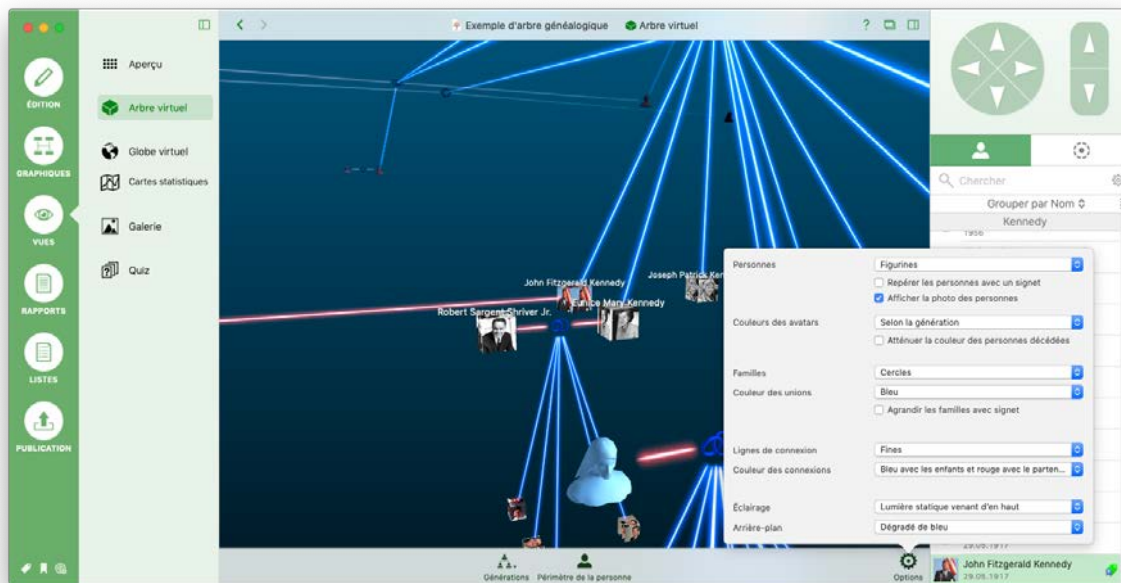 Exemple d'arbre généalogique
Arbre virtuel
?
ÉDITION
GRAPHIQUES
VUES
RAPPORTS
LISTES
PUBLICATION
Aperçu
Arbre virtuel
Globe virtuel
Cartes statistiques
Galerie
Quiz
John Fitzgerald Kennedy
Joseph Patrick Ken
Eunice Mary Kennedy
Robert Sargent Shriver Jr.
Personnes Figurines
Repérer les personnes avec un signet
Afficher la photo des personnes
Couleurs des avatars Selon la génération
Atténuer la couleur des personnes décédées
Familles Cercles
Couleur des unions Bleu
Agrandir les familles avec signet
Lignes de connexion Fines
Couleur des connexions Bleu avec les enfants et rouge avec le parten...
Éclairage Lumière statique venant d'en haut
Arrière-plan Dégradé de bleu
Générations
Périmètre de la personne
Options
Chercher
Grouper par Nom
Kennedy
1956
29.05.1917
John Fitzgerald Kennedy
29.05.1917